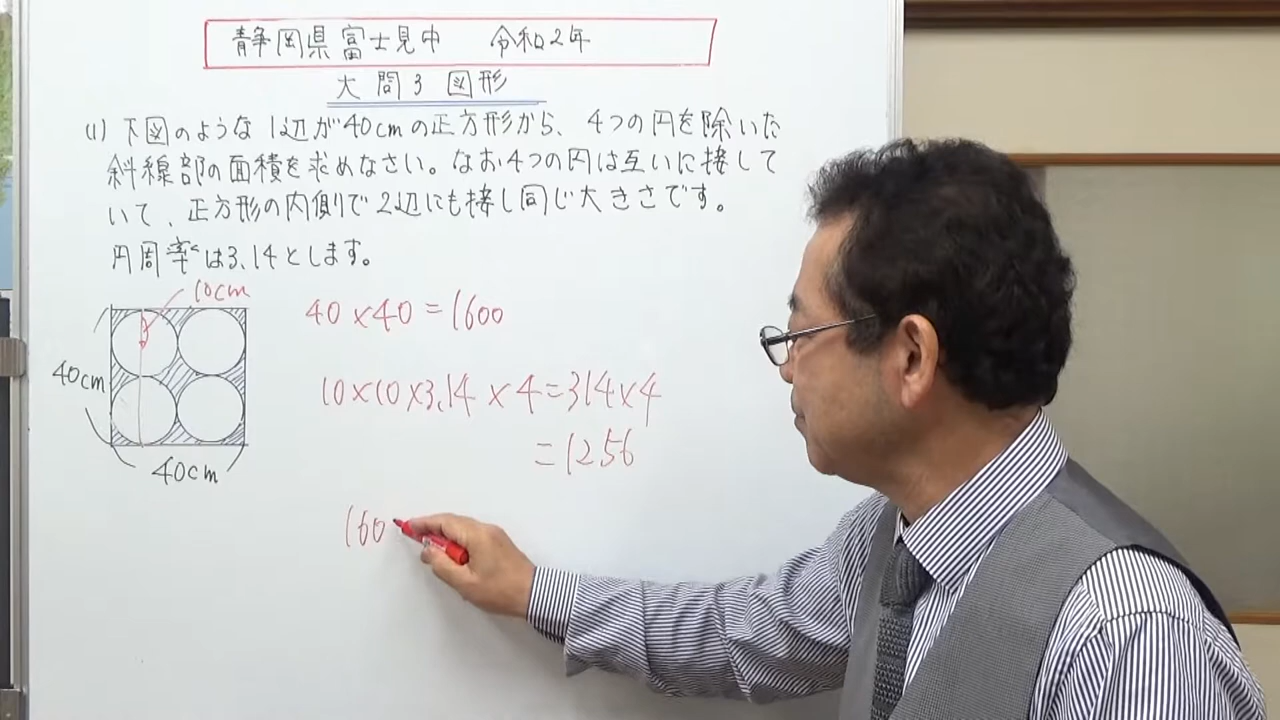 静岡県富士見中 令和2年
大問3 図形
(1) 下図のような1辺が40cmの正方形から、4つの円を除いた
斜線部の面積を求めなさい。なお4つの円は互いに接して
いて、正方形の内側で2辺にも接し同じ大きさです。
円周率は3.14とします。
10cm
40cm
40cm
40×40=1600
10×10×3.14×4=314×4
=1256
160